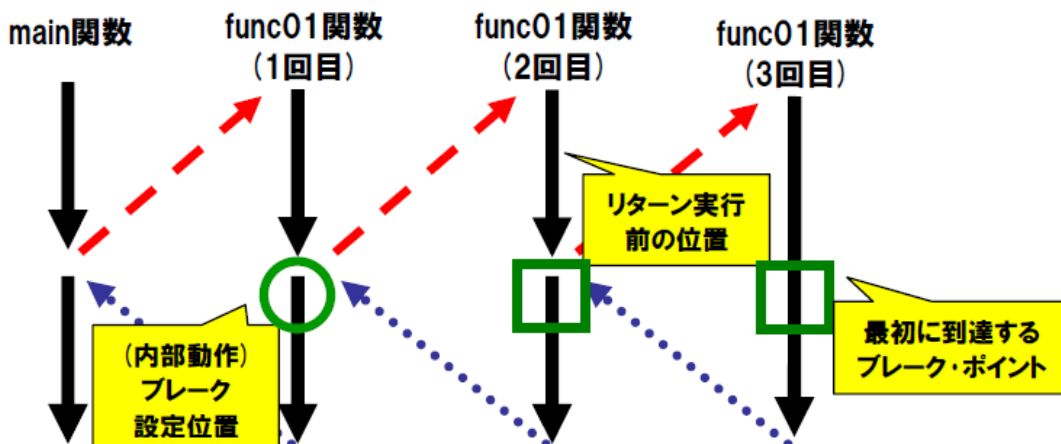 main関数
func01関数
(1回目)
func01関数
(2回目)
func01関数
(3回目)
リターン実行
前の位置
(内部動作)
ブレーク
設定位置
最初に到達する
ブレーク・ポイント